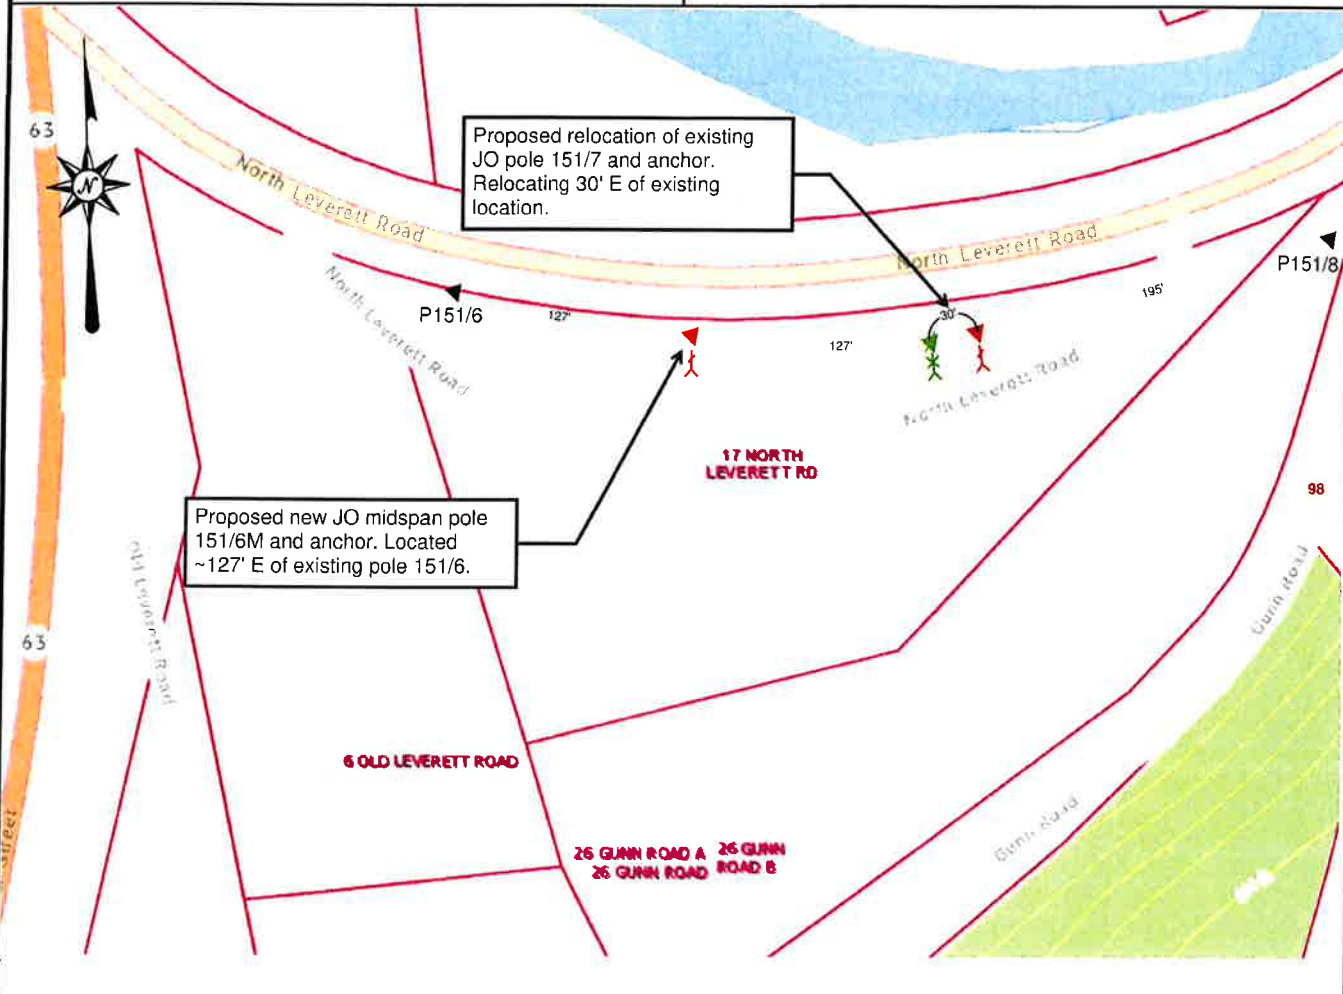 63
N
North Leverett Road
Proposed relocation of existing
JO pole 151/7 and anchor.
Relocating 30' E of existing
location.
North Leverett Road
P151/8
North Leverett Road
P151/6
127'
127'
30'
195'
North Leverett Road
17 NORTH
LEVERETT RD
98
Proposed new JO midspan pole
151/6M and anchor. Located
~127' E of existing pole 151/6.
Old Leverett Road
Gunn Road
63
6 OLD LEVERETT ROAD
Street
26 GUNN ROAD A
26 GUNN ROAD
26 GUNN
ROAD B
Gunn Road